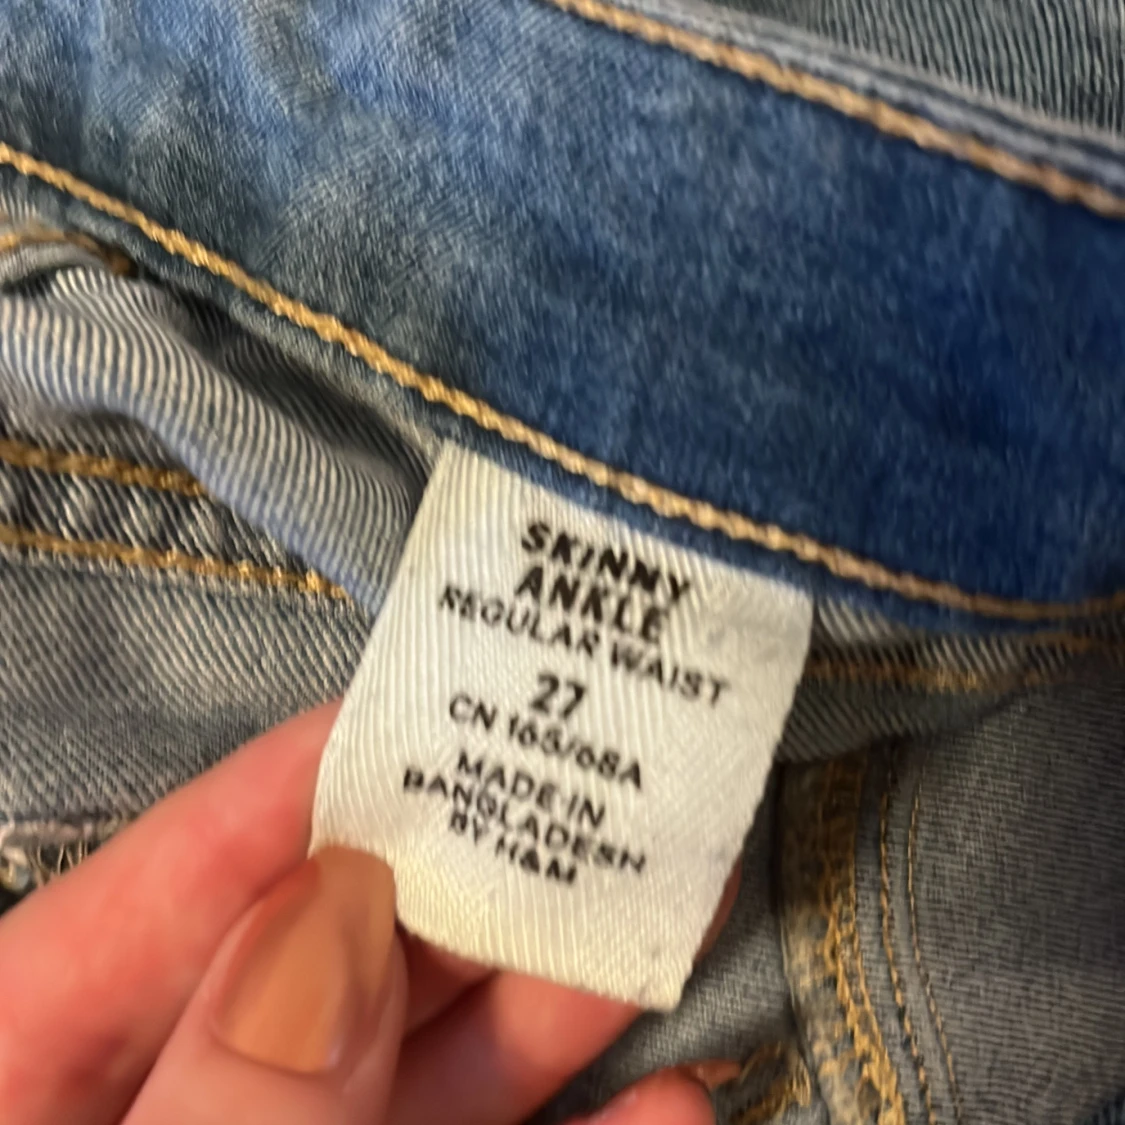 SKINNY
ANKLE
REGULAR WAIST
27
CN 165/68A
MADE IN
BANGLADESH
BY H&M